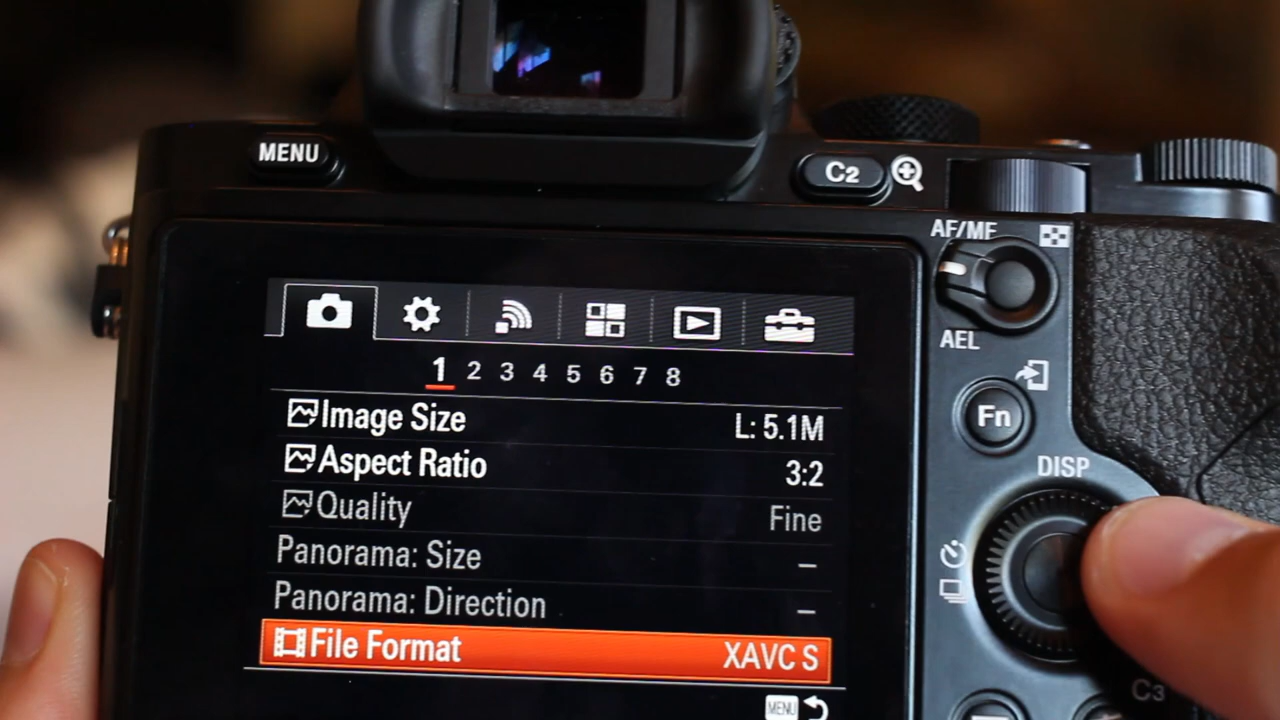 MENU
C2
AF/MF
AEL
1 2 3 4 5 6 7 8
Image Size L: 5.1M
Aspect Ratio 3:2
Fn
Quality Fine
DISP
Panorama: Size –
Panorama: Direction –
File Format XAVC S
C3
MENU